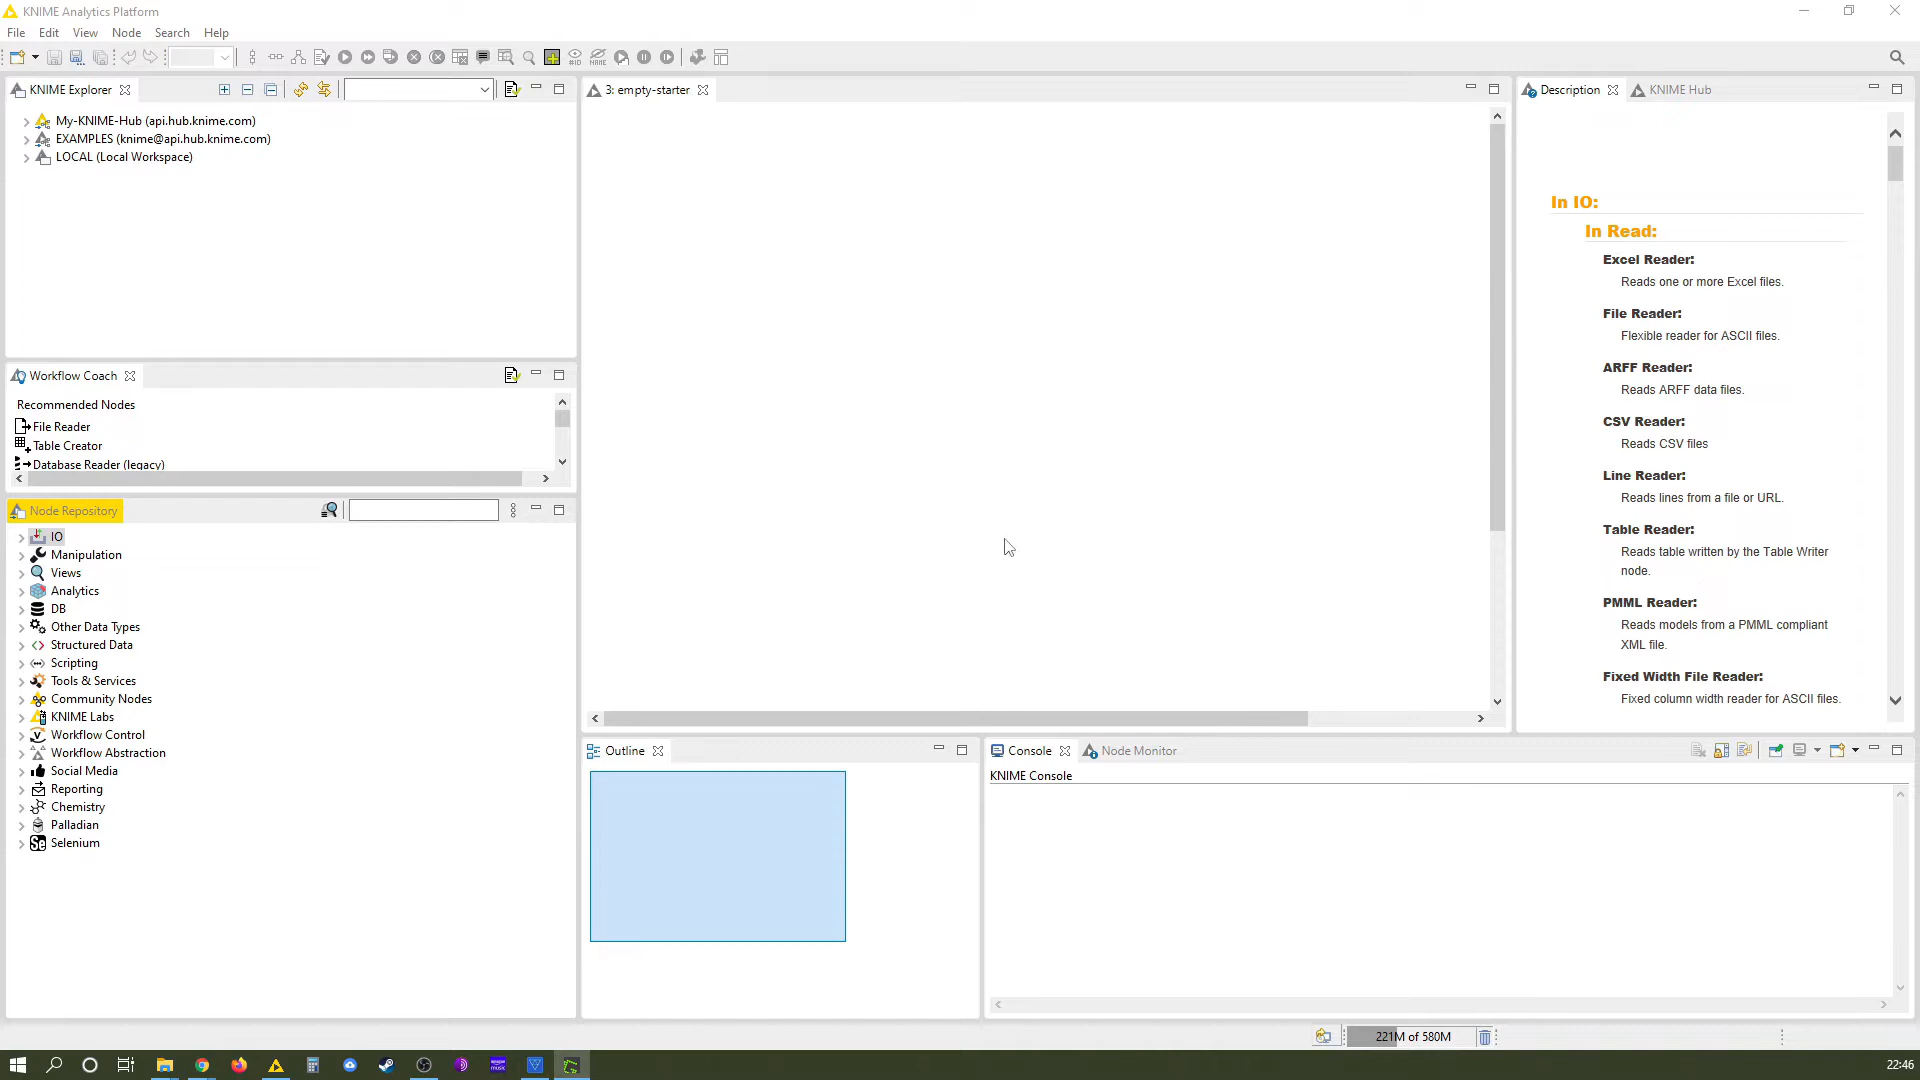 KNIME Analytics Platform
File Edit View Node Search Help
KNIME Explorer
My-KNIME-Hub (api.hub.knime.com)
EXAMPLES (knime@api.hub.knime.com)
LOCAL (Local Workspace)
Workflow Coach
Recommended Nodes
File Reader
Table Creator
Database Reader (legacy)
Node Repository
IO
Manipulation
Views
Analytics
DB
Other Data Types
Structured Data
Scripting
Tools & Services
Community Nodes
KNIME Labs
Workflow Control
Workflow Abstraction
Social Media
Reporting
Chemistry
Palladian
Selenium
3: empty-starter
Outline
Console Node Monitor
KNIME Console
Description KNIME Hub
In IO:
In Read:
Excel Reader:
Reads one or more Excel files.
File Reader:
Flexible reader for ASCII files.
ARFF Reader:
Reads ARFF data files.
CSV Reader:
Reads CSV files
Line Reader:
Reads lines from a file or URL.
Table Reader:
Reads table written by the Table Writer
node.
PMML Reader:
Reads models from a PMML compliant
XML file.
Fixed Width File Reader:
Fixed column width reader for ASCII files.
221M of 580M
22:46